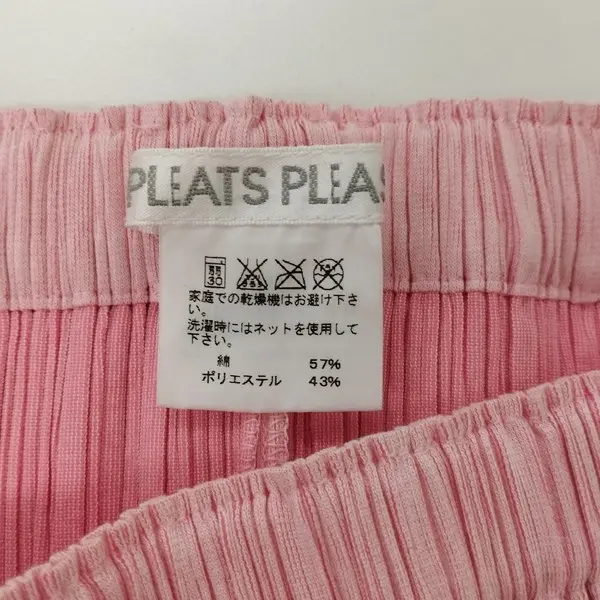 PLEATS PLEAS
弱
30
家庭での乾燥機はお避け下さ
い。
洗濯時にはネットを使用して
下さい。
綿 57%
ポリエステル 43%